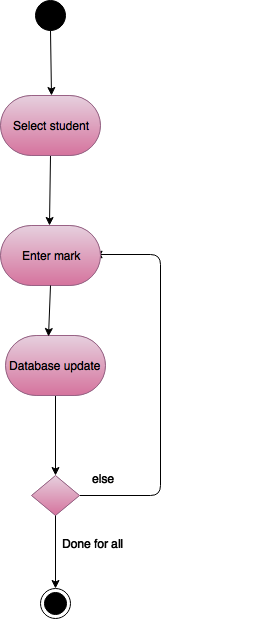 Select student
Enter mark
Database update
else
Done for all